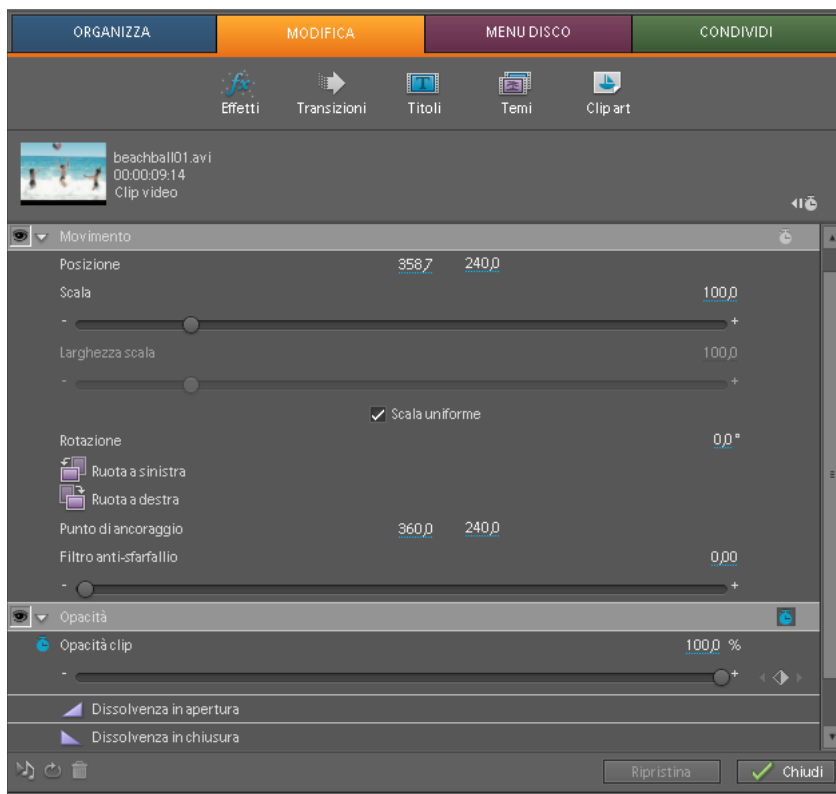 ORGANIZZA MODIFICA MENU DISCO CONDIVIDI
Effetti Transizioni Titoli Temi Clip art
beachball01.avi
00:00:09:14
Clip video
Movimento
Posizione 358,7 240,0
Scala 100,0
- +
Larghezza scala 100,0
- +
Scala uniforme
Rotazione 0,0 °
Ruota a sinistra
Ruota a destra
Punto di ancoraggio 360,0 240,0
Filtro anti-sfarfallio 0,00
- +
Opacità
Opacità clip 100,0 %
- +
Dissolvenza in apertura
Dissolvenza in chiusura
Ripristina Chiudi